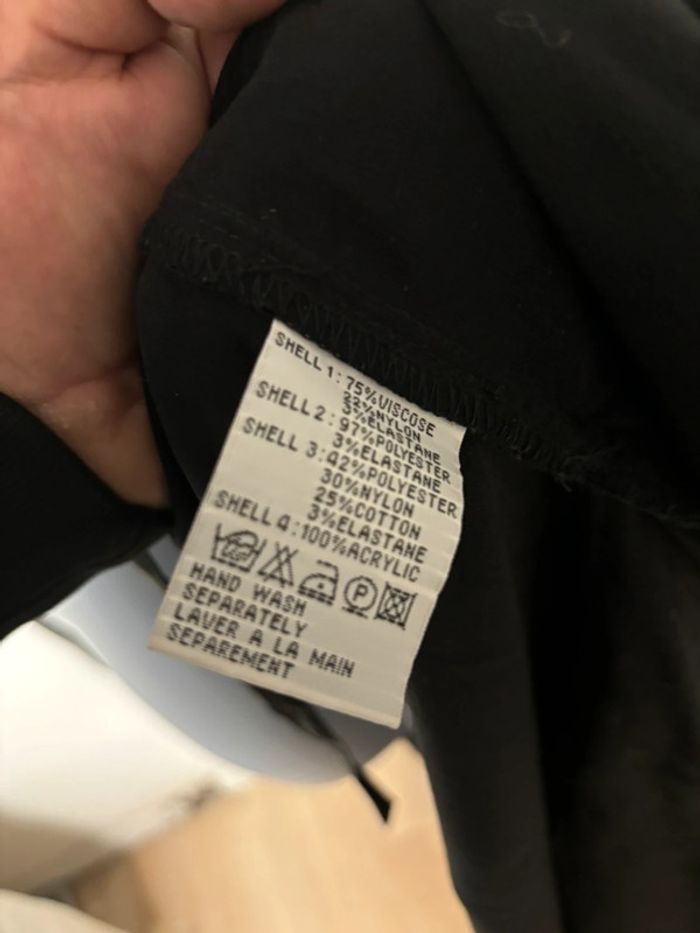 SHELL 1: 75%VISCOSE
22%NYLON
3%ELASTANE
SHELL 2: 97%POLYESTER
3%ELASTANE
SHELL 3:42%POLYESTER
30%NYLON
25%COTTON
3%ELASTANE
SHELL 4:100%ACRYLIC
P
HAND WASH
SEPARATELY
LAVER A LA MAIN
SEPAREMENT